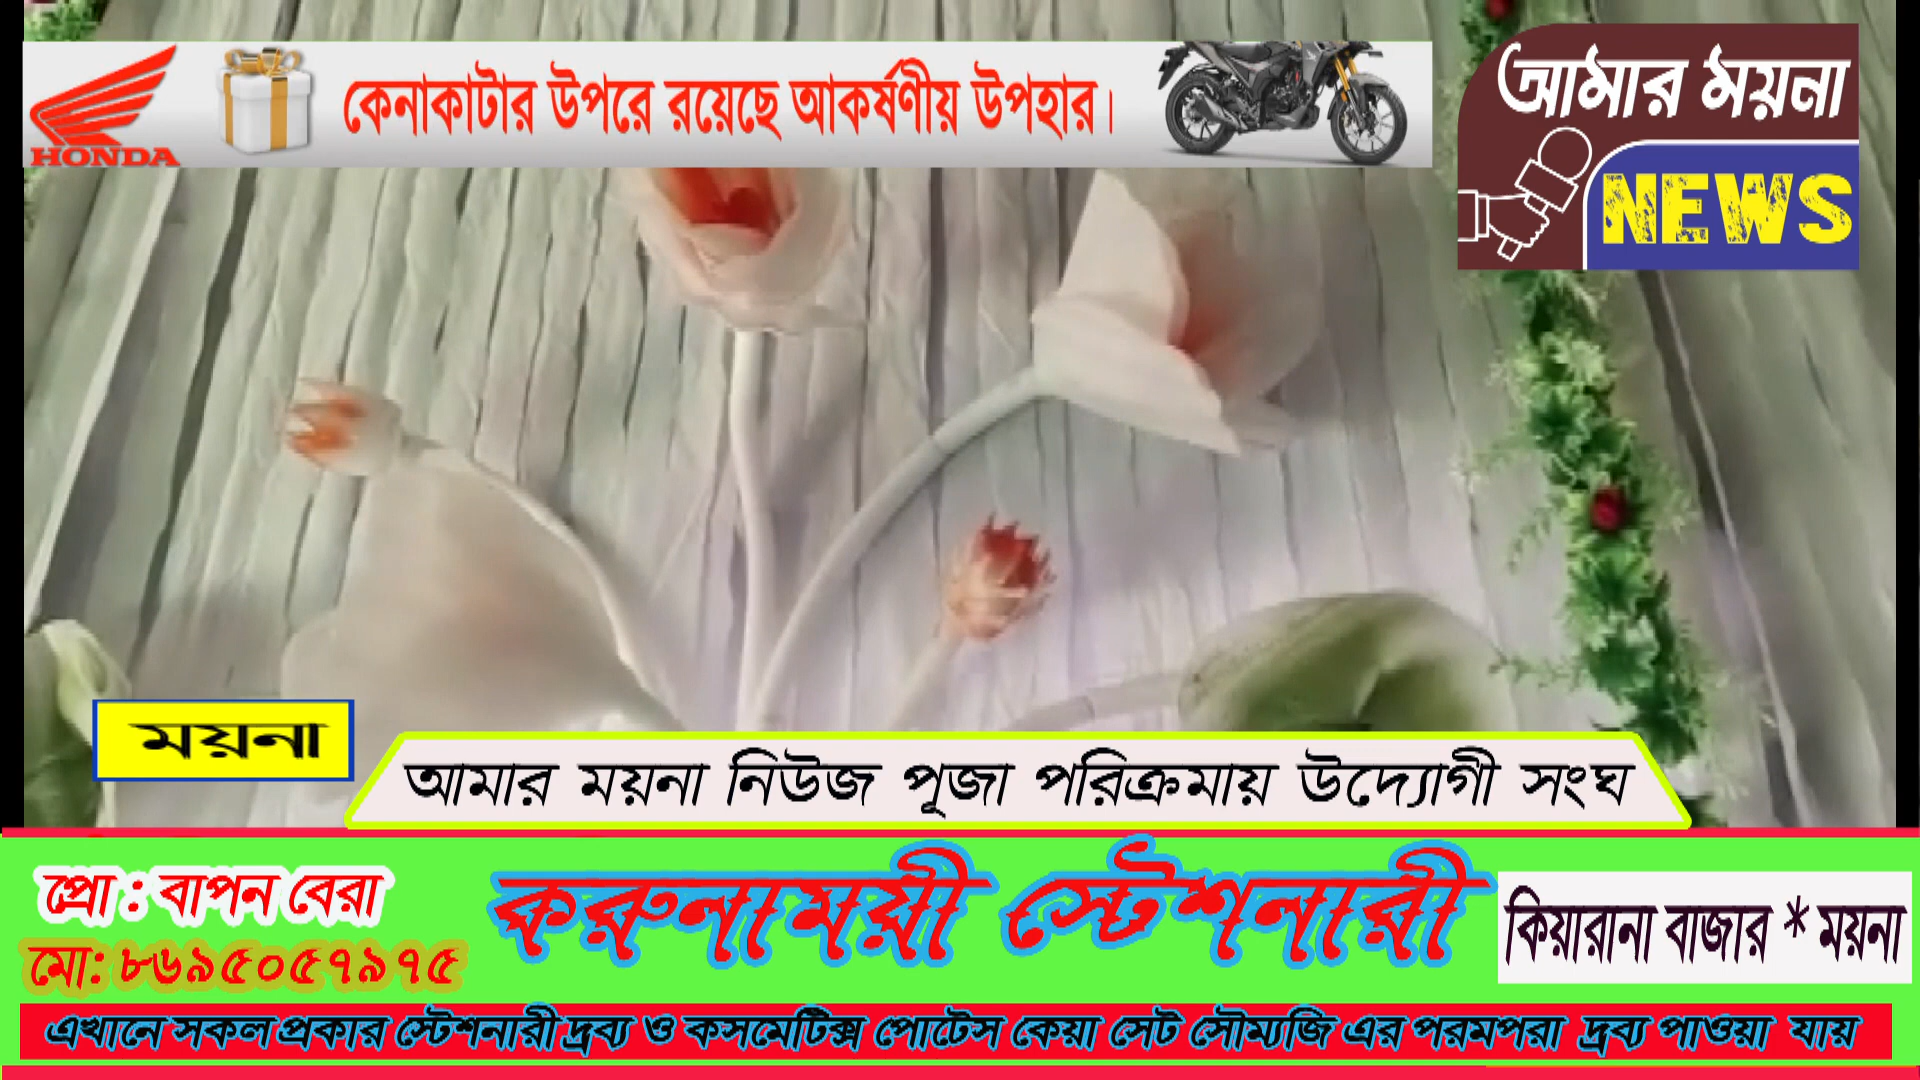 HONDA
কেনাকাটার উপরে রয়েছে আকর্ষণীয় উপহার।
আমার ময়না
NEWS
ময়না
আমার ময়না নিউজ পূজা পরিক্রমায় উদ্যোগী সংঘ
প্রো : বাপন বেরা
মো: ৮৬৯৫০৫৭৯৭৫
করুনাময়ী স্টেশনারী
কিয়ারানা বাজার * ময়না
এখানে সকল প্রকার স্টেশনারী দ্রব্য ও কসমেটিক্স পোটেস কেয়া সেট সৌম্যজি এর পরমপরা দ্রব্য পাওয়া যায়